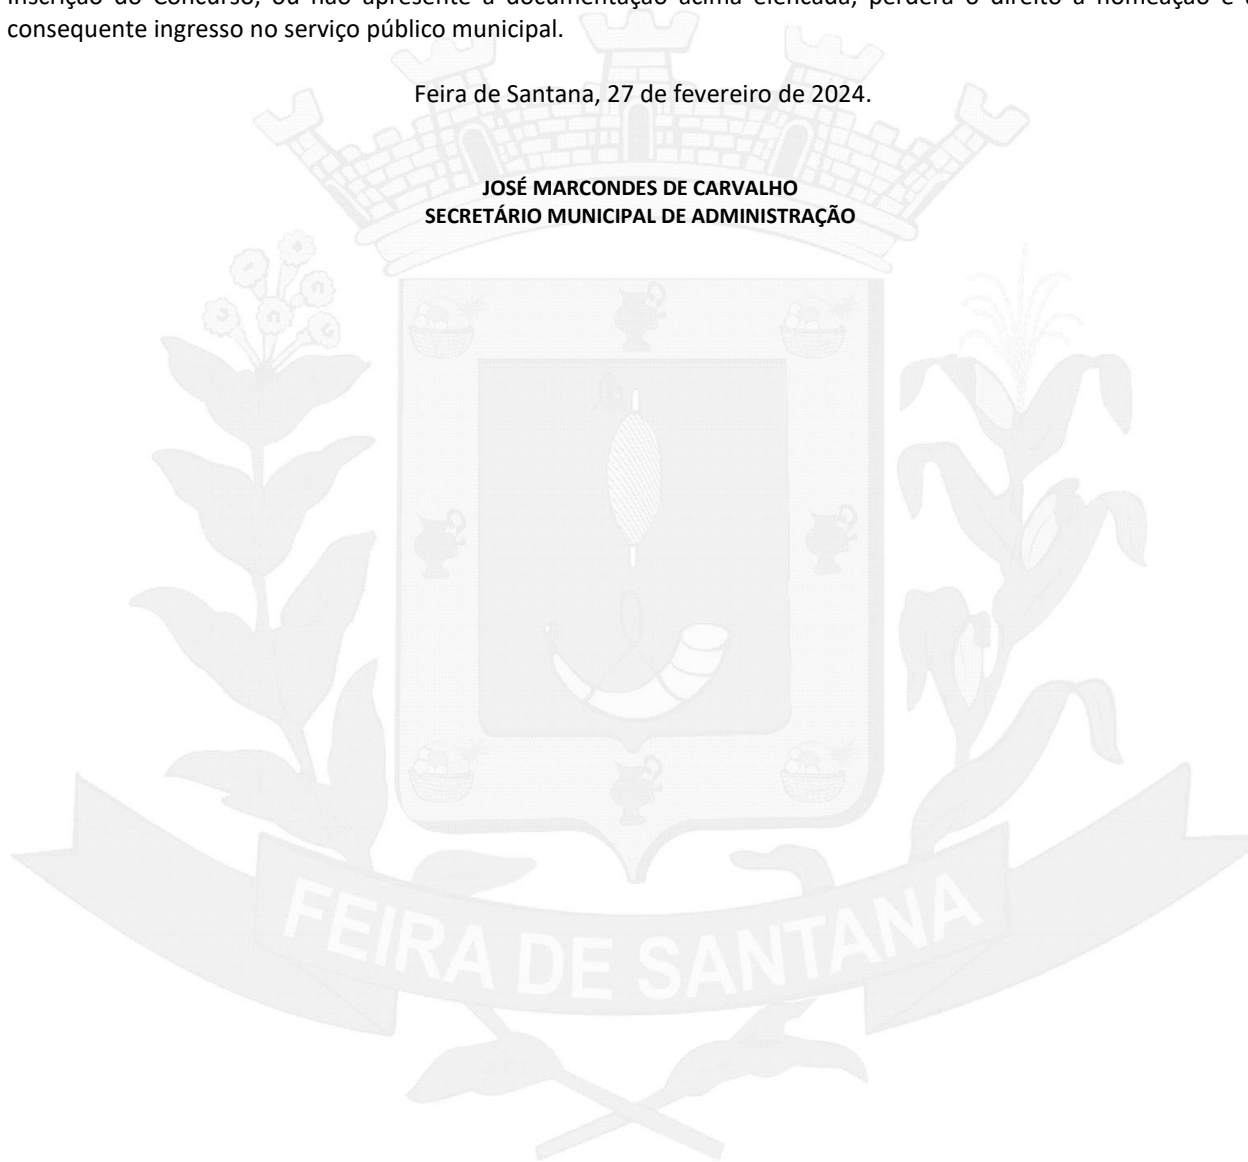 inscrição do Concurso, ou não apresente a documentação acima elencada, perderá o direito à nomeação e
consequente ingresso no serviço público municipal.
Feira de Santana, 27 de fevereiro de 2024.
JOSÉ MARCONDES DE CARVALHO
SECRETÁRIO MUNICIPAL DE ADMINISTRAÇÃO
FEIRA DE SANTANA